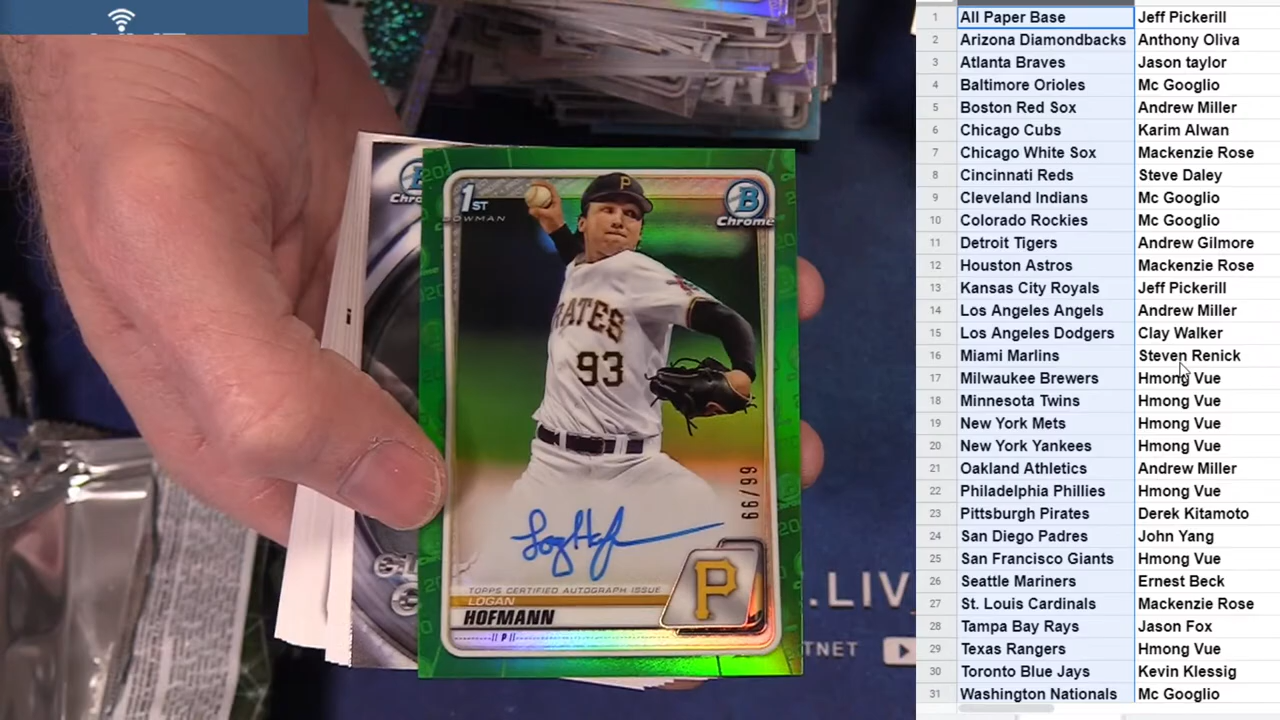 1ST
BOWMAN
B
Chrome
P
PIRATES
93
66/99
TOPPS CERTIFIED AUTOGRAPH ISSUE
LOGAN
HOFMANN
P
P
.LIV
TNET
1 All Paper Base Jeff Pickerill
2 Arizona Diamondbacks Anthony Oliva
3 Atlanta Braves Jason taylor
4 Baltimore Orioles Mc Googlio
5 Boston Red Sox Andrew Miller
6 Chicago Cubs Karim Alwan
7 Chicago White Sox Mackenzie Rose
8 Cincinnati Reds Steve Daley
9 Cleveland Indians Mc Googlio
10 Colorado Rockies Mc Googlio
11 Detroit Tigers Andrew Gilmore
12 Houston Astros Mackenzie Rose
13 Kansas City Royals Jeff Pickerill
14 Los Angeles Angels Andrew Miller
15 Los Angeles Dodgers Clay Walker
16 Miami Marlins Steven Renick
17 Milwaukee Brewers Hmong Vue
18 Minnesota Twins Hmong Vue
19 New York Mets Hmong Vue
20 New York Yankees Hmong Vue
21 Oakland Athletics Andrew Miller
22 Philadelphia Phillies Hmong Vue
23 Pittsburgh Pirates Derek Kitamoto
24 San Diego Padres John Yang
25 San Francisco Giants Hmong Vue
26 Seattle Mariners Ernest Beck
27 St. Louis Cardinals Mackenzie Rose
28 Tampa Bay Rays Jason Fox
29 Texas Rangers Hmong Vue
30 Toronto Blue Jays Kevin Klessig
31 Washington Nationals Mc Googlio